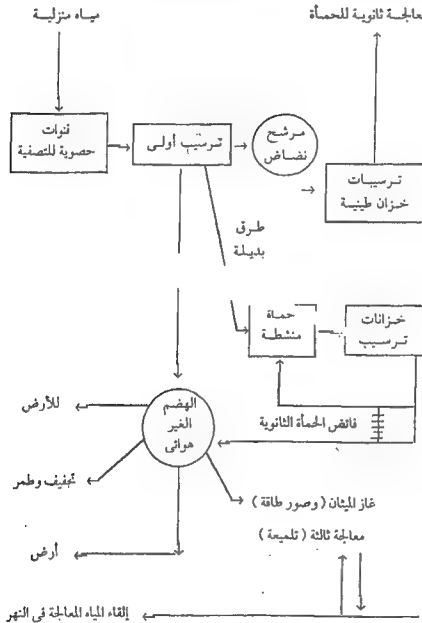 مياه منزلية
معالجة ثانوية للحمأة
قنوات
حصوية للتصفية
ترسيب أولى
مرشح
نضاض
ترسيبات
خزان طينية
طرق
بديلة
حمأة
منشطة
خزانات
ترسيب
فائض الحمأة الثانوية
الهضم
الغير
هوائى
للأرض
تجفيف وطمر
أرض
غاز الميثان ( وصور طاقة )
معالجة ثالثة ( تلميعة )
إلقاء المياه المعالجة فى النهر